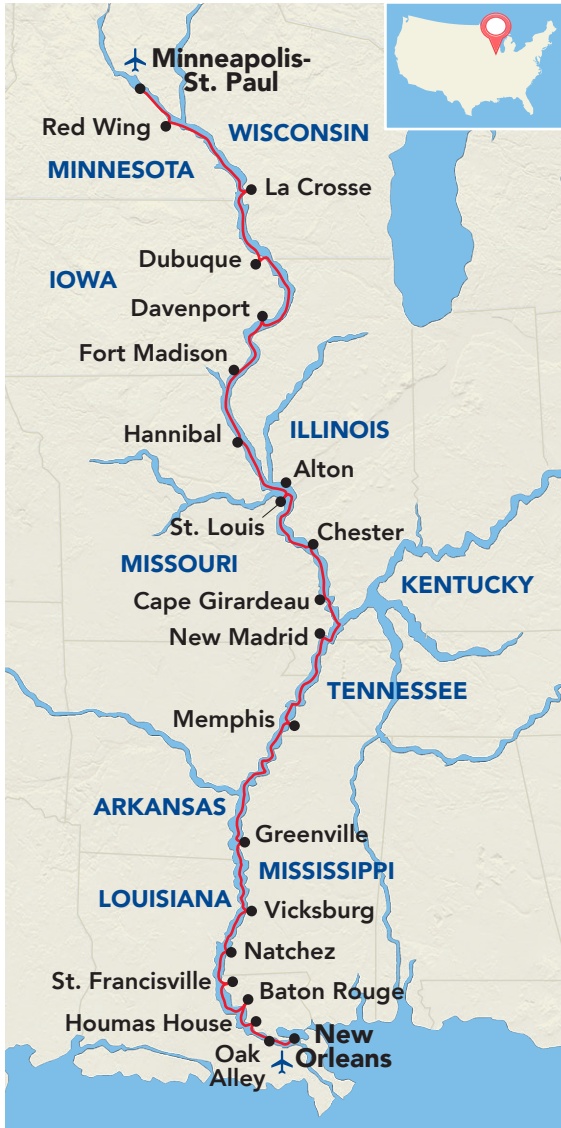 Minneapolis-
St. Paul
Red Wing
WISCONSIN
MINNESOTA
La Crosse
Dubuque
IOWA
Davenport
Fort Madison
Hannibal
ILLINOIS
Alton
St. Louis
Chester
MISSOURI
KENTUCKY
Cape Girardeau
New Madrid
TENNESSEE
Memphis
ARKANSAS
Greenville
MISSISSIPPI
LOUISIANA
Vicksburg
Natchez
St. Francisville
Baton Rouge
Houmas House
New
Orleans
Oak
Alley